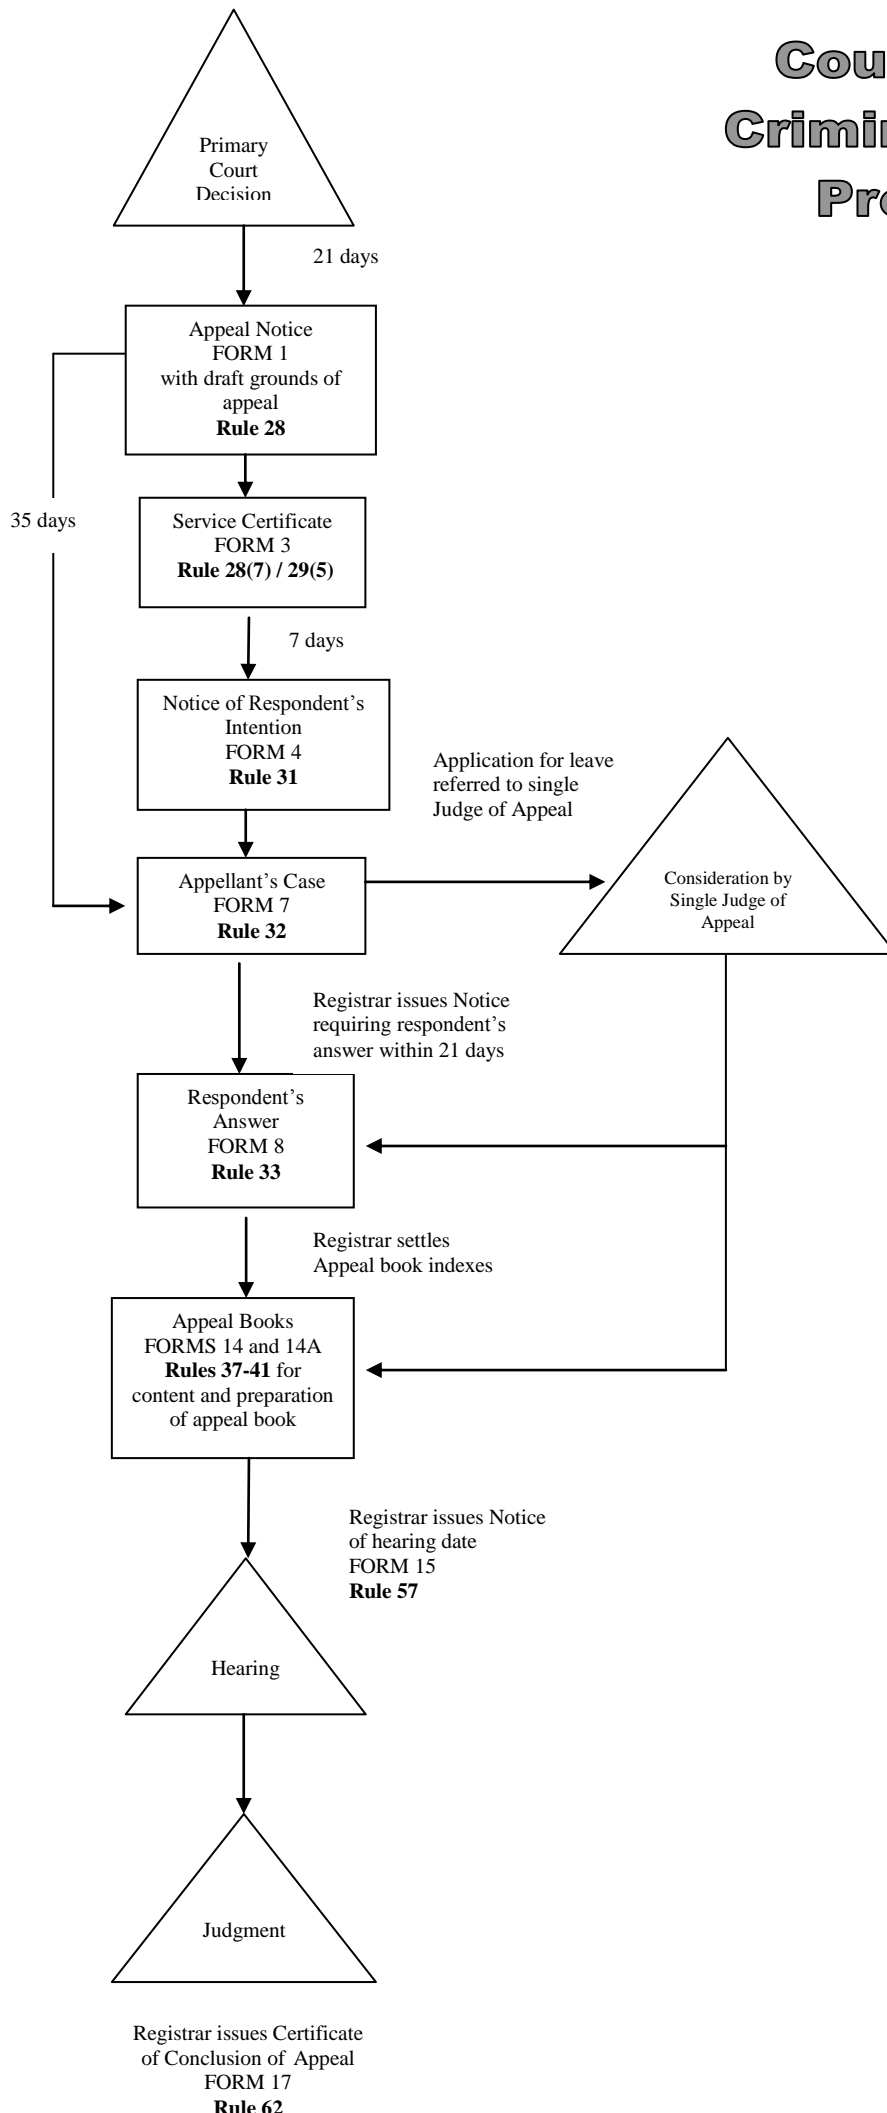 Cou
Crimi
Pro
Primary
Court
Decision
21 days
Appeal Notice
FORM 1
with draft grounds of
appeal
Rule 28
35 days
Service Certificate
FORM 3
Rule 28(7) / 29(5)
7 days
Notice of Respondent’s
Intention
FORM 4
Rule 31
Application for leave
referred to single
Judge of Appeal
Appellant’s Case
FORM 7
Rule 32
Consideration by
Single Judge of
Appeal
Registrar issues Notice
requiring respondent’s
answer within 21 days
Respondent’s
Answer
FORM 8
Rule 33
Registrar settles
Appeal book indexes
Appeal Books
FORMS 14 and 14A
Rules 37-41 for
content and preparation
of appeal book
Registrar issues Notice
of hearing date
FORM 15
Rule 57
Hearing
Judgment
Registrar issues Certificate
of Conclusion of Appeal
FORM 17
Rule 62